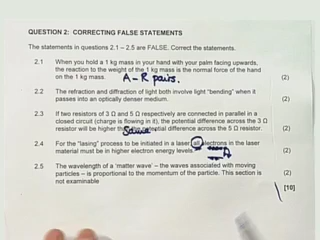 QUESTION 2: CORRECTING FALSE STATEMENTS
The statements in questions 2.1 – 2.5 are FALSE. Correct the statements.
2.1 When you hold a 1 kg mass in your hand with your palm facing upwards,
the reaction to the weight of the 1 kg mass is the normal force of the hand
on the 1 kg mass. (2)
A-R pairs.
2.2 The refraction and diffraction of light both involve light "bending" when it
passes into an optically denser medium. (2)
2.3 If two resistors of 3 Ω and 5 Ω respectively are connected in parallel in a
closed circuit (charge is flowing in it), the potential difference across the 3 Ω
resistor will be higher than the potential difference across the 5 Ω resistor. (2)
Same
2.4 For the "lasing" process to be initiated in a laser all electrons in the laser
material must be in higher electron energy levels. (2)
2.5 The wavelength of a 'matter wave' – the waves associated with moving
particles – is proportional to the momentum of the particle. This section is
not examinable (2)
[10]